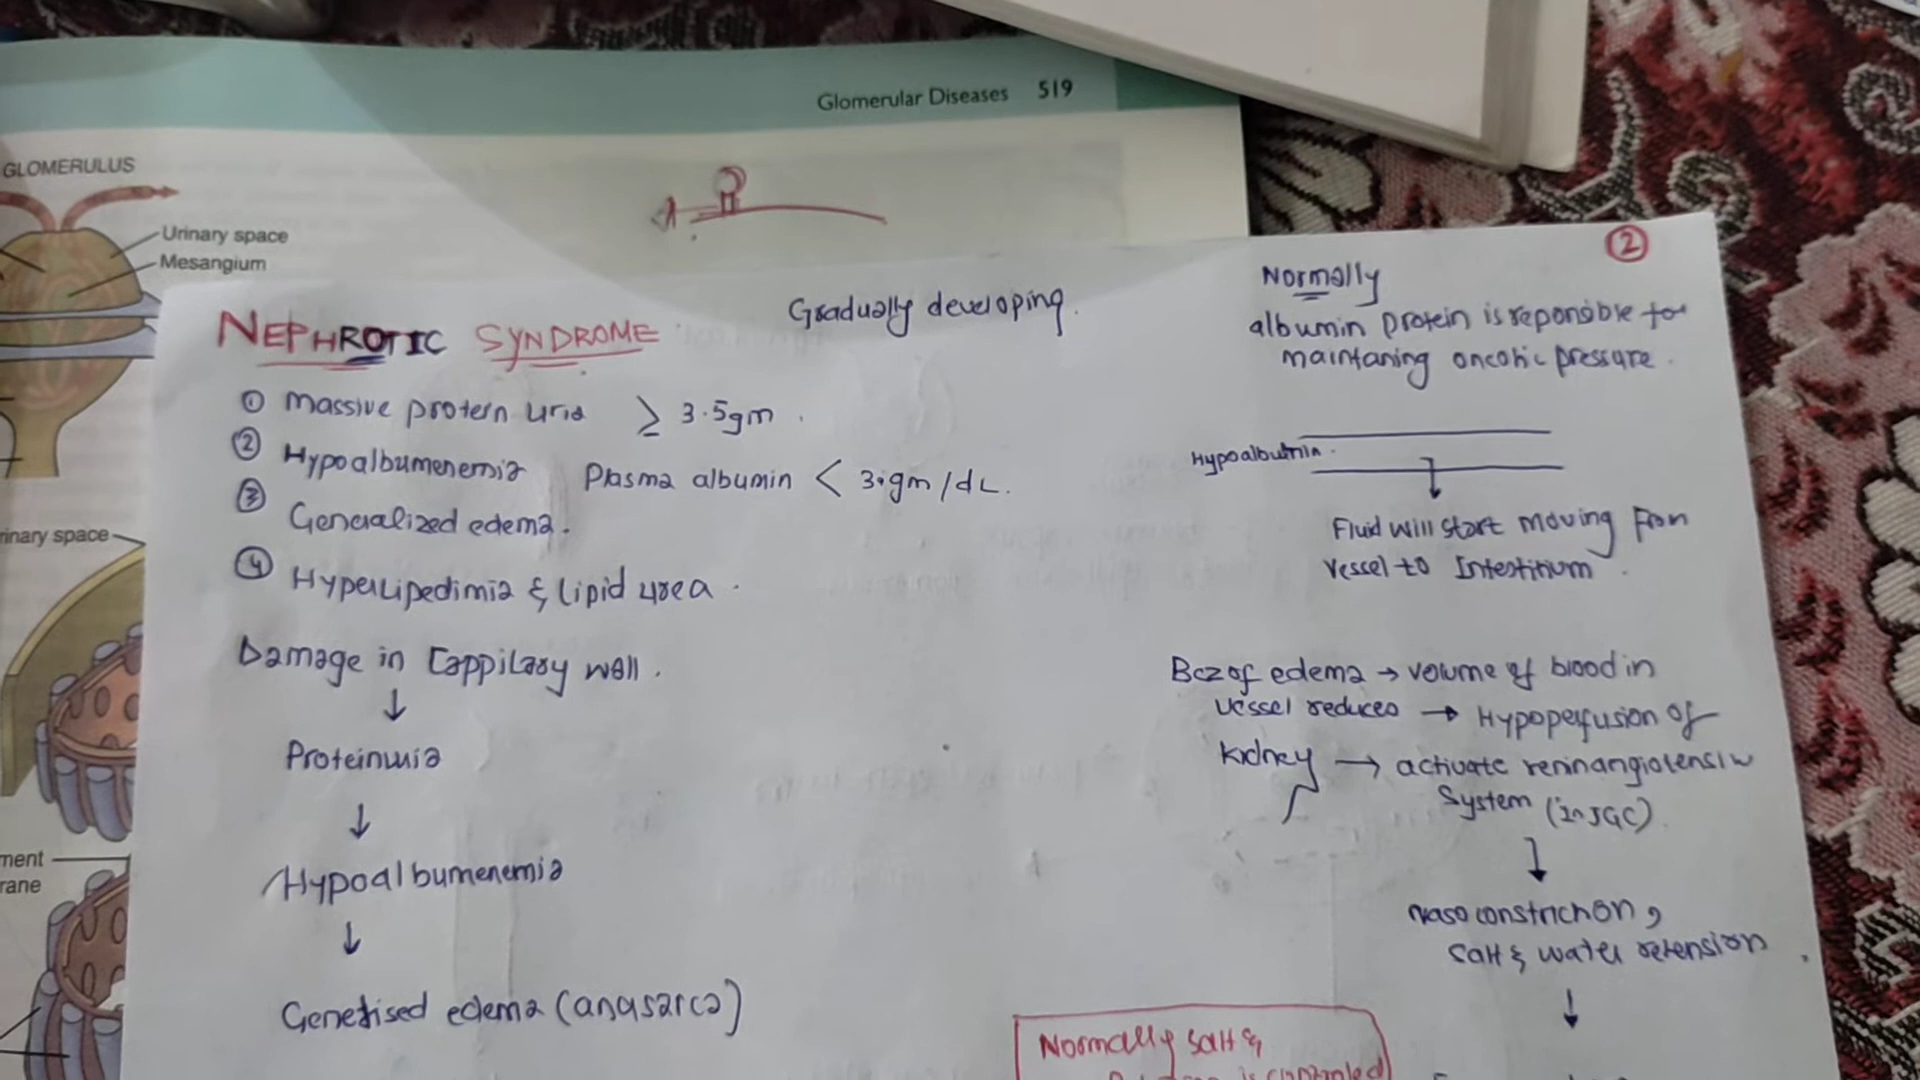 Glomerular Diseases 519
GLOMERULUS
Urinary space
Mesangium
rinary space
ment
rane
②
NEPHROTIC SYNDROME
Gradually developing.
① Massive protein uria ≥ 3.5gm.
② Hypoalbumenemia Plasma albumin < 3.gm/dL.
③ Generalized edema.
④ Hyperlipedimia & lipid urea.
Damage in Cappilary wall.
↓
Proteinuria
↓
Hypoalbumenemia
↓
Genetised edema (anasarca)
Normally
albumin protein is reponsible for
maintaning oncotic pressure.
Hypoalbumin.
↓
Fluid will start moving from
vessel to Intestitium.
Bcz of edema → volume of blood in
vessel reduces → Hypoperfusion of
kidney → activate reninangiotensin
System (in JGC).
↓
vasoconstriction,
Salt & water retension.
↓
Normally salt &